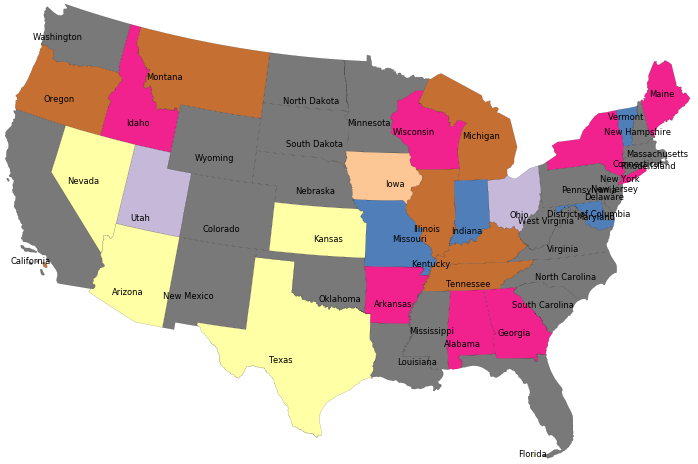 Washington
Montana
Maine
Oregon
North Dakota
Vermont
Idaho
Minnesota
Wisconsin
New Hampshire
Michigan
South Dakota
Massachusetts
Wyoming
Connecticut
Rhode Island
Nevada
Iowa
New York
Nebraska
Pennsylvania
New Jersey
Delaware
Utah
Ohio
District of Columbia
Maryland
West Virginia
Colorado
Illinois
Indiana
Kansas
Missouri
Virginia
California
Kentucky
North Carolina
Arizona
New Mexico
Tennessee
Oklahoma
Arkansas
South Carolina
Mississippi
Georgia
Alabama
Texas
Louisiana
Florida